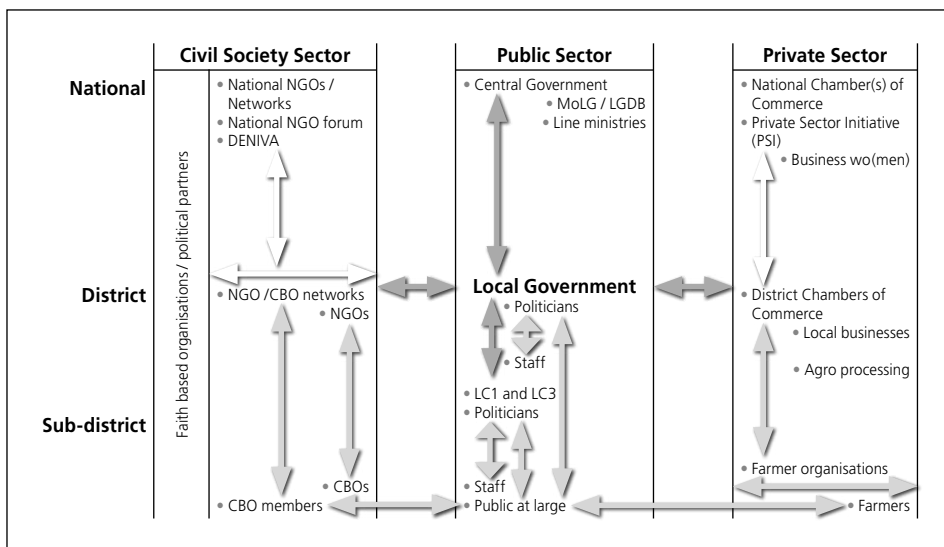 Civil Society Sector
Public Sector
Private Sector
National
• National NGOs /
Networks
• National NGO forum
• DENIVA
• Central Government
• MoLG / LGDB
• Line ministries
• National Chamber(s) of
Commerce
• Private Sector Initiative
(PSI)
• Business wo(men)
Faith based organisations / political partners
District
• NGO /CBO networks
• NGOs
Local Government
• Politicians
• Staff
• District Chambers of
Commerce
• Local businesses
• Agro processing
Sub-district
• LC1 and LC3
• Politicians
• CBOs
• CBO members
• Staff
• Public at large
• Farmer organisations
• Farmers